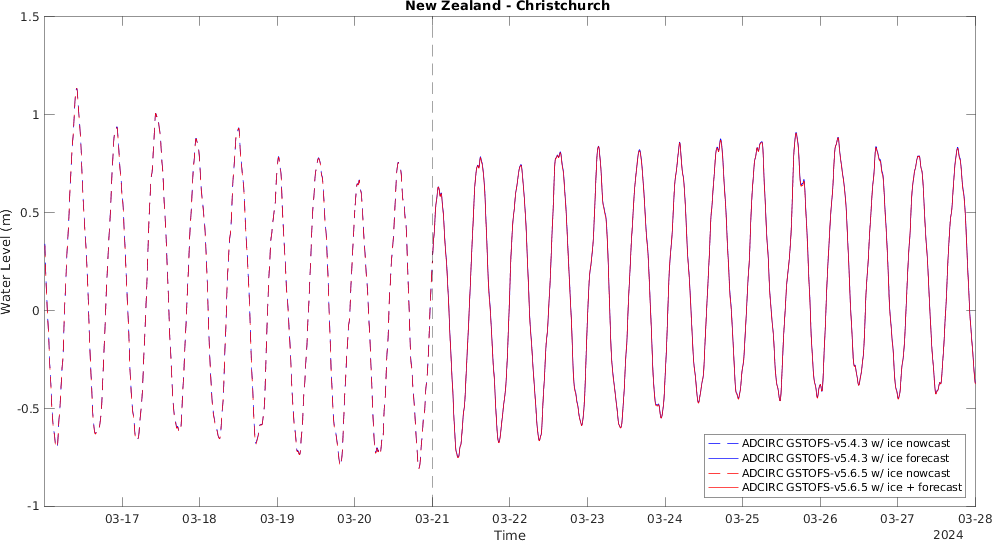 New Zealand - Christchurch
1.5
1
0.5
0
-0.5
-1
Water Level (m)
03-17
03-18
03-19
03-20
03-21
03-22
03-23
03-24
03-25
03-26
03-27
03-28
Time
2024
ADCIRC GSTOFS-v5.4.3 w/ ice nowcast
ADCIRC GSTOFS-v5.4.3 w/ ice forecast
ADCIRC GSTOFS-v5.6.5 w/ ice nowcast
ADCIRC GSTOFS-v5.6.5 w/ ice + forecast